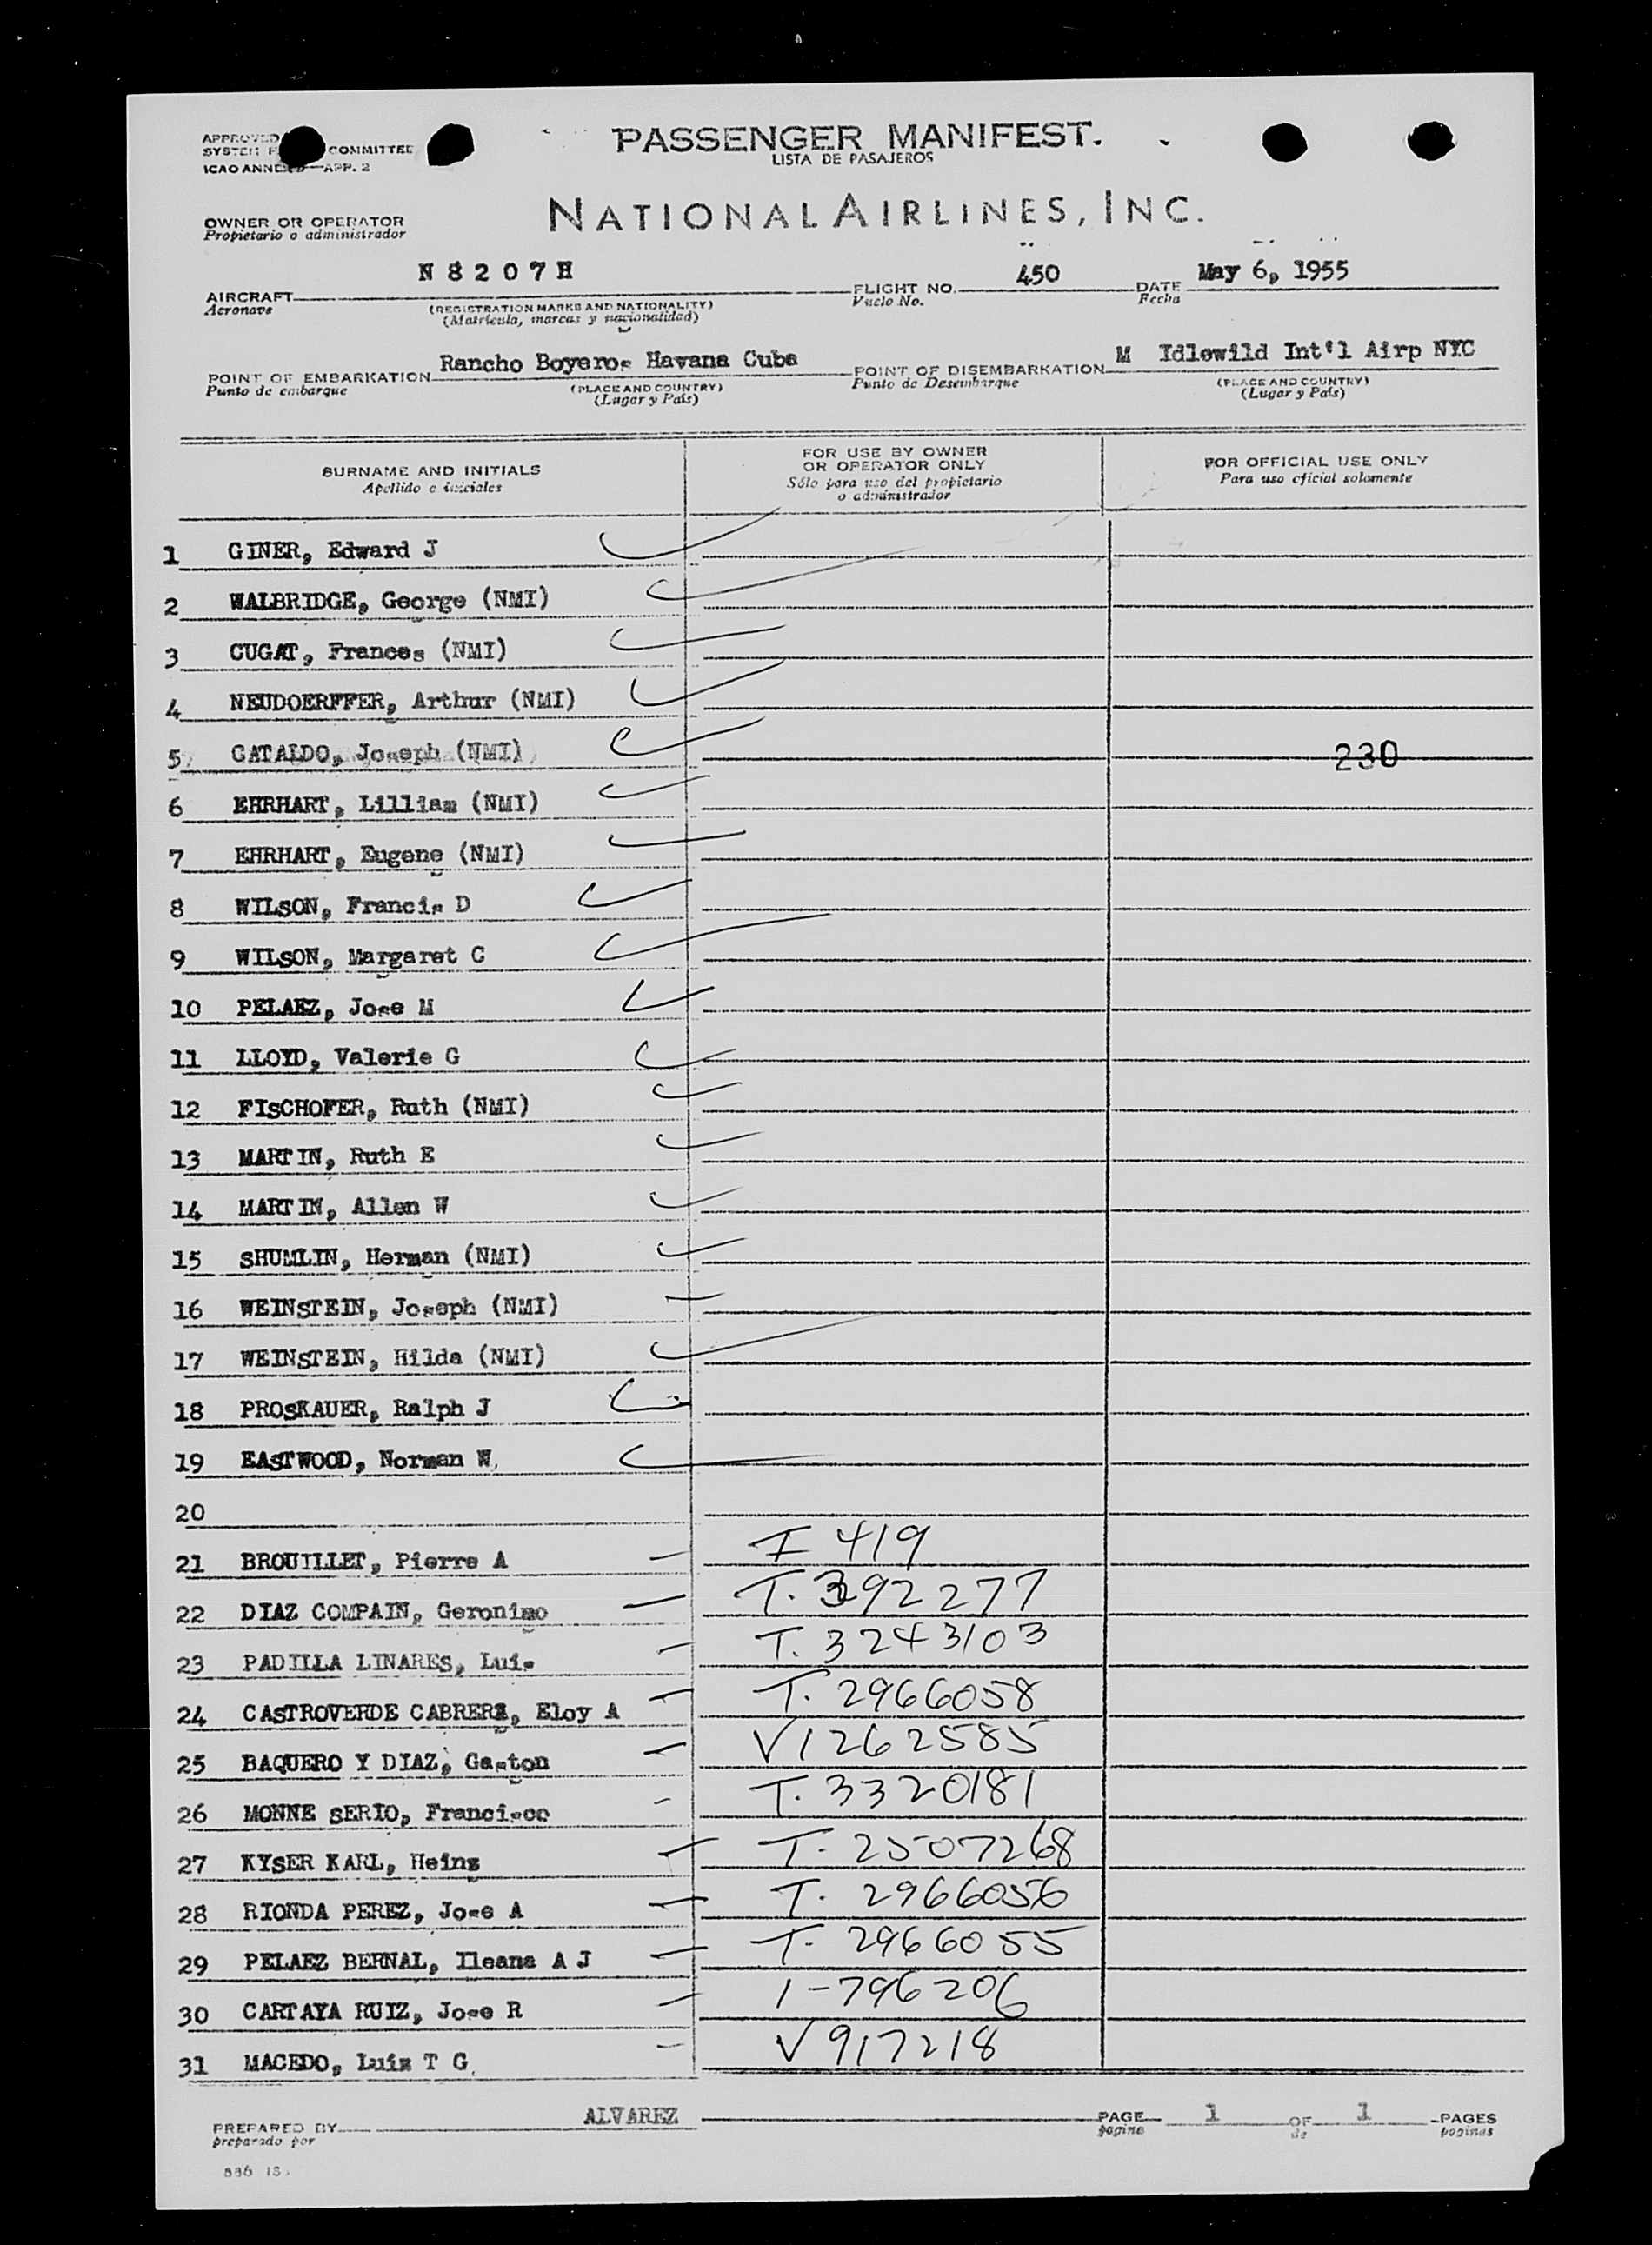 APPROVED COMMITTEE
SYSTEM
ICAO ANNEX APP. 2
PASSENGER MANIFEST.
LISTA DE PASAJEROS
OWNER OR OPERATOR
Propietario o administrador
NATIONAL AIRLINES, INC.
AIRCRAFT N 8 2 0 7 H FLIGHT NO. 450 DATE May 6, 1955
Aeronave (REGISTRATION MARKS AND NATIONALITY) Vuelo No. Fecha
(Matrícula, marcas y nacionalidad)
POINT OF EMBARKATION Rancho Boyeros Havana Cuba POINT OF DISEMBARKATION M Idlewild Int'l Airp NYC
Punto de embarque (PLACE AND COUNTRY) Punto de Desembarque (PLACE AND COUNTRY)
(Lugar y País) (Lugar y País)
SURNAME AND INITIALS
Apellido e iniciales
FOR USE BY OWNER
OR OPERATOR ONLY
Sólo para uso del propietario
o administrador
FOR OFFICIAL USE ONLY
Para uso oficial solamente
1 GINER, Edward J
2 WALBRIDGE, George (NMI)
3 CUGAT, Frances (NMI)
4 NEUDOERFFER, Arthur (NMI)
5 CATALDO, Joseph (NMI) 230
6 EHRHART, Lilliam (NMI)
7 EHRHART, Eugene (NMI)
8 WILSON, Francis D
9 WILSON, Margaret C
10 PELAEZ, Jose M
11 LLOYD, Valerie G
12 FISCHOFER, Ruth (NMI)
13 MARTIN, Ruth E
14 MARTIN, Allen W
15 SHUMLIN, Herman (NMI)
16 WEINSTEIN, Joseph (NMI)
17 WEINSTEIN, Hilda (NMI)
18 PROSKAUER, Ralph J
19 EASTWOOD, Norman W.
20
21 BROUILLET, Pierre A I 419
22 DIAZ COMPAIN, Geronimo T. 392277
23 PADILLA LINARES, Luis T. 3243103
24 CASTROVERDE CABRERA, Eloy A T. 2966058
25 BAQUERO Y DIAZ, Gaston V1262585
26 MONNE SERIO, Francisco T. 3320181
27 KYSER KARL, Heinz T. 2507268
28 RIONDA PEREZ, Jose A T. 2966056
29 PELAEZ BERNAL, Ileana A J T. 2966055
30 CARTAYA RUIZ, Jose R 1-796206
31 MACEDO, Luiz T G. V917218
PREPARED BY ALVAREZ PAGE 1 OF 1 PAGES
preparado por pagina de paginas